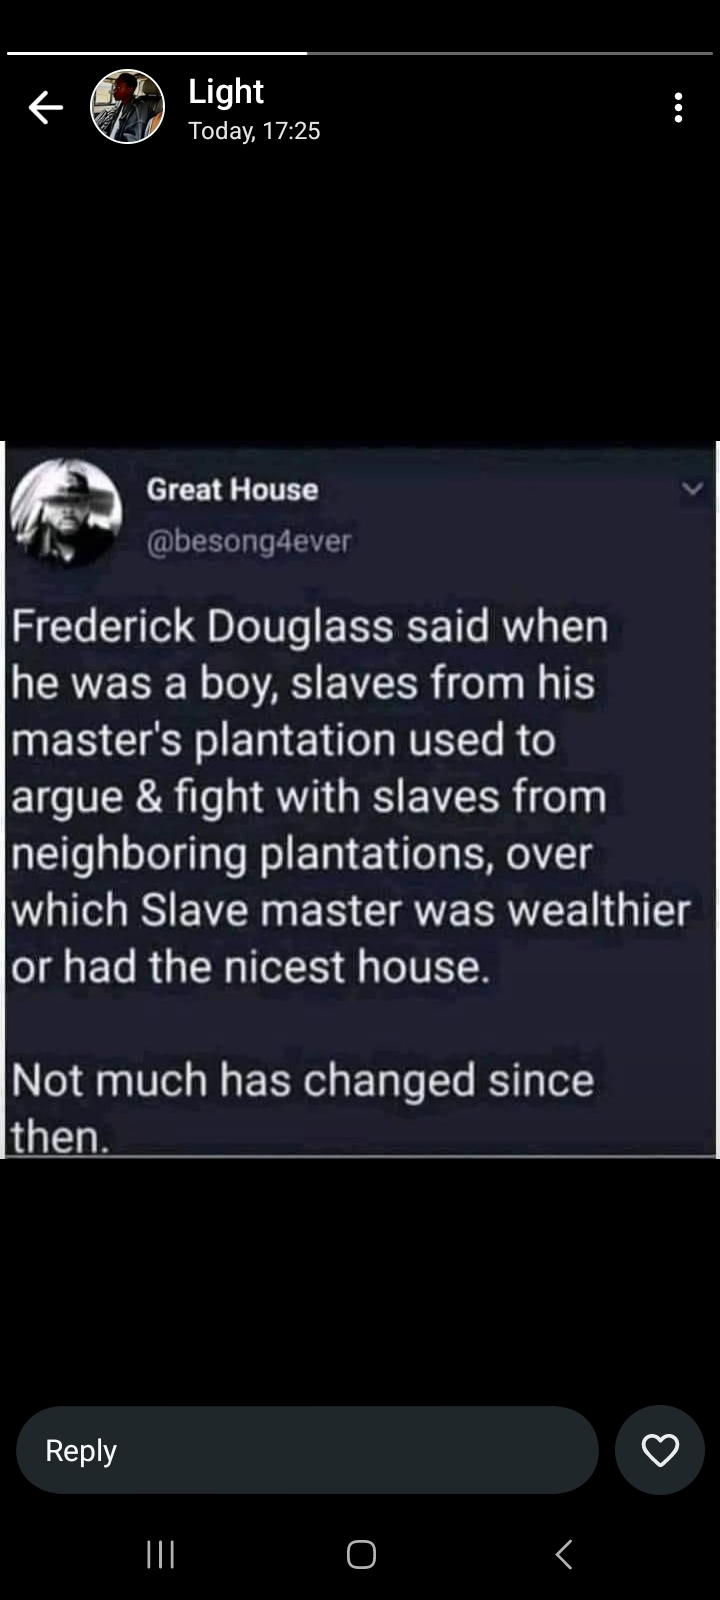 Light
Today, 17:25
Great House
@besong4ever
Frederick Douglass said when
he was a boy, slaves from his
master's plantation used to
argue & fight with slaves from
neighboring plantations, over
which Slave master was wealthier
or had the nicest house.
Not much has changed since
then.
Reply